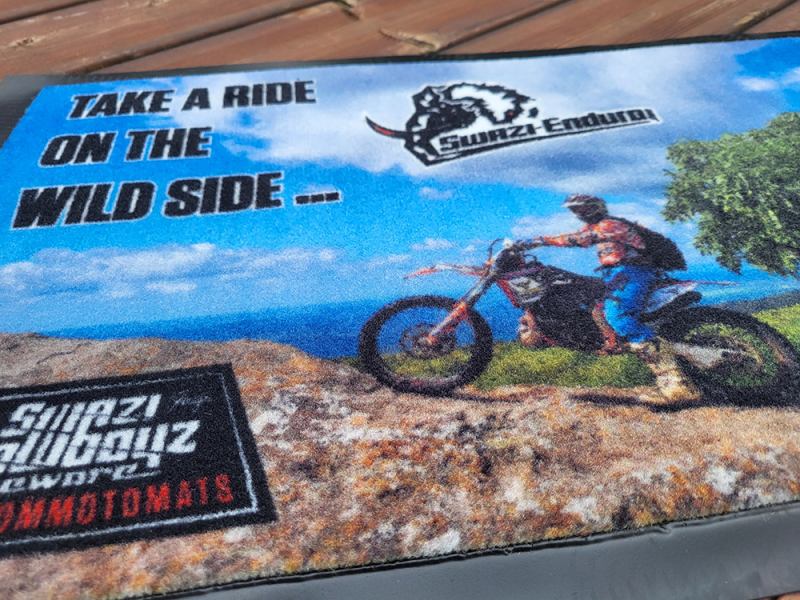 TAKE A RIDE
ON THE
WILD SIDE ...
Swazi-Enduro!
SWAZI